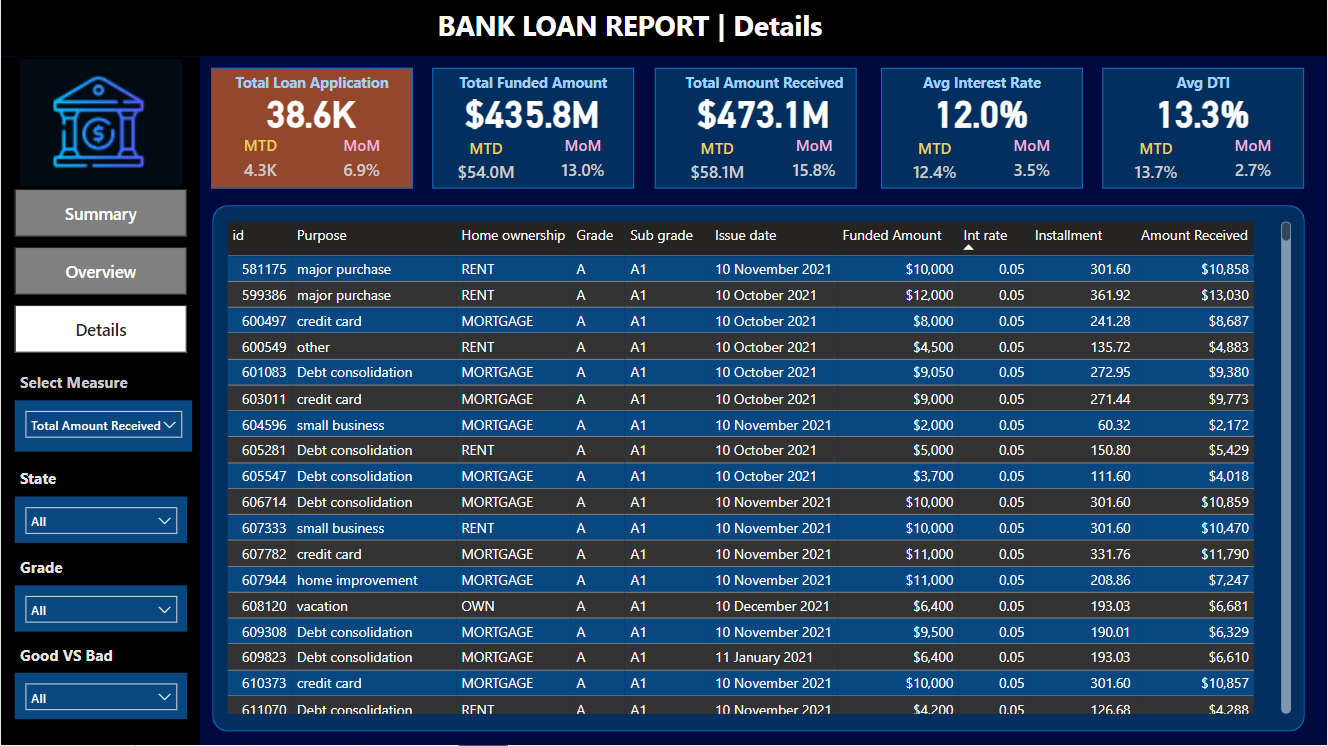 BANK LOAN REPORT | Details
Total Loan Application
38.6K
MTD MoM
4.3K 6.9%
Total Funded Amount
$435.8M
MTD MoM
$54.0M 13.0%
Total Amount Received
$473.1M
MTD MoM
$58.1M 15.8%
Avg Interest Rate
12.0%
MTD MoM
12.4% 3.5%
Avg DTI
13.3%
MTD MoM
13.7% 2.7%
$
Summary
Overview
Details
Select Measure
Total Amount Received
State
All
Grade
All
Good VS Bad
All
id Purpose Home ownership Grade Sub grade Issue date Funded Amount Int rate Installment Amount Received
581175 major purchase RENT A A1 10 November 2021 $10,000 0.05 301.60 $10,858
599386 major purchase RENT A A1 10 October 2021 $12,000 0.05 361.92 $13,030
600497 credit card MORTGAGE A A1 10 October 2021 $8,000 0.05 241.28 $8,687
600549 other RENT A A1 10 October 2021 $4,500 0.05 135.72 $4,883
601083 Debt consolidation MORTGAGE A A1 10 October 2021 $9,050 0.05 272.95 $9,380
603011 credit card MORTGAGE A A1 10 October 2021 $9,000 0.05 271.44 $9,773
604596 small business MORTGAGE A A1 10 November 2021 $2,000 0.05 60.32 $2,172
605281 Debt consolidation RENT A A1 10 October 2021 $5,000 0.05 150.80 $5,429
605547 Debt consolidation MORTGAGE A A1 10 October 2021 $3,700 0.05 111.60 $4,018
606714 Debt consolidation MORTGAGE A A1 10 November 2021 $10,000 0.05 301.60 $10,859
607333 small business RENT A A1 10 November 2021 $10,000 0.05 301.60 $10,470
607782 credit card MORTGAGE A A1 10 November 2021 $11,000 0.05 331.76 $11,790
607944 home improvement MORTGAGE A A1 10 November 2021 $11,000 0.05 208.86 $7,247
608120 vacation OWN A A1 10 December 2021 $6,400 0.05 193.03 $6,681
609308 Debt consolidation MORTGAGE A A1 10 November 2021 $9,500 0.05 190.01 $6,329
609823 Debt consolidation MORTGAGE A A1 11 January 2021 $6,400 0.05 193.03 $6,610
610373 credit card MORTGAGE A A1 10 November 2021 $10,000 0.05 301.60 $10,857
611070 Debt consolidation RENT A A1 10 November 2021 $4,200 0.05 126.68 $4,288